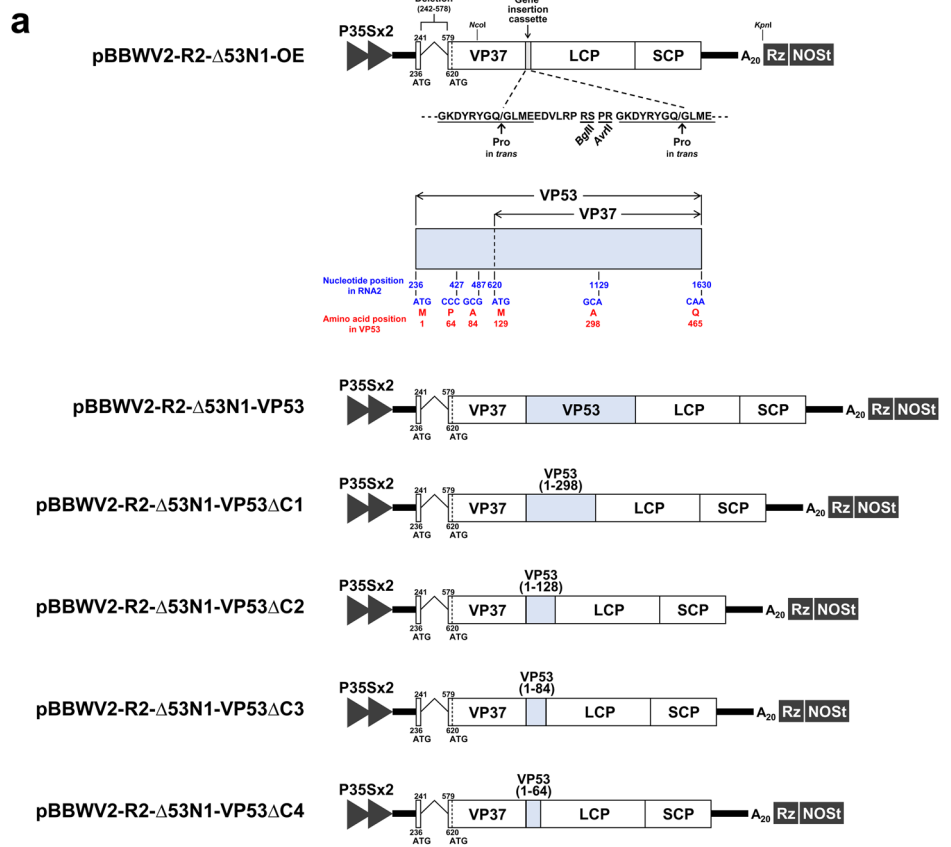 a
Deletion
(242-578)
Gene
insertion
cassette
P35Sx2
241
579
NcoI
KpnI
pBBWV2-R2-Δ53N1-OE
VP37
LCP
SCP
A20
Rz
NOSt
236
620
ATG
ATG
---GKDYRYGQ/GLMEEDVLRP RS PR GKDYRYGQ/GLME---
BglII
AvrII
Pro
in trans
Pro
in trans
VP53
VP37
Nucleotide position
in RNA2
236
427
487
620
1129
1630
ATG
CCC
GCG
ATG
GCA
CAA
Amino acid position
in VP53
M
P
A
M
A
Q
1
64
84
129
298
465
P35Sx2
241
579
pBBWV2-R2-Δ53N1-VP53
VP37
VP53
LCP
SCP
A20
Rz
NOSt
236
620
ATG
ATG
VP53
(1-298)
P35Sx2
241
579
pBBWV2-R2-Δ53N1-VP53ΔC1
VP37
LCP
SCP
A20
Rz
NOSt
236
620
ATG
ATG
VP53
(1-128)
P35Sx2
241
579
pBBWV2-R2-Δ53N1-VP53ΔC2
VP37
LCP
SCP
A20
Rz
NOSt
236
620
ATG
ATG
VP53
(1-84)
P35Sx2
241
579
pBBWV2-R2-Δ53N1-VP53ΔC3
VP37
LCP
SCP
A20
Rz
NOSt
236
620
ATG
ATG
VP53
(1-64)
P35Sx2
241
579
pBBWV2-R2-Δ53N1-VP53ΔC4
VP37
LCP
SCP
A20
Rz
NOSt
236
620
ATG
ATG